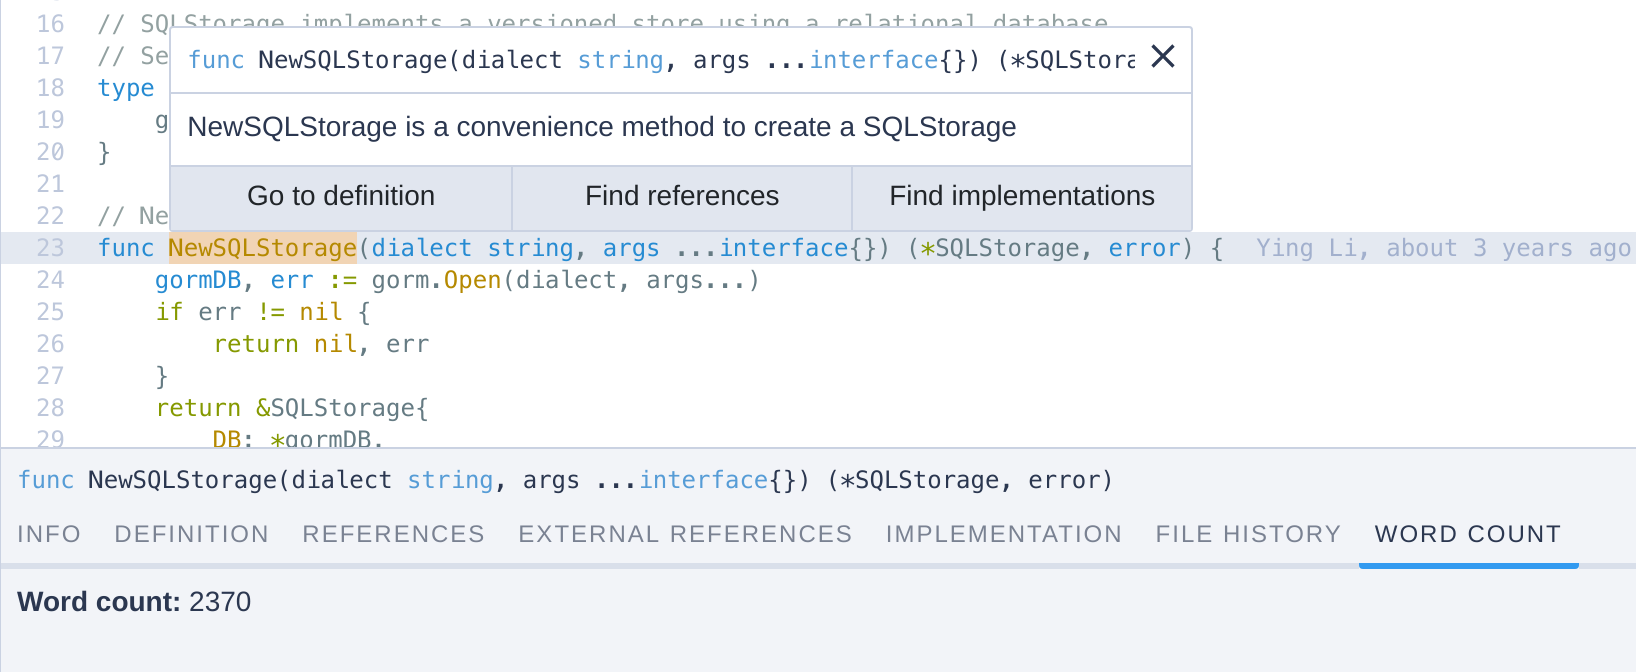 16 // SQLStorage implements a versioned store using a relational database
17 // Se
func NewSQLStorage(dialect string, args ...interface{}) (*SQLStora ✕
18 type
19 g
NewSQLStorage is a convenience method to create a SQLStorage
20 }
21
Go to definition Find references Find implementations
22 // Ne
23 func NewSQLStorage(dialect string, args ...interface{}) (*SQLStorage, error) { Ying Li, about 3 years ago
24 gormDB, err := gorm.Open(dialect, args...)
25 if err != nil {
26 return nil, err
27 }
28 return &SQLStorage{
29 DB: *gormDB,
func NewSQLStorage(dialect string, args ...interface{}) (*SQLStorage, error)
INFO DEFINITION REFERENCES EXTERNAL REFERENCES IMPLEMENTATION FILE HISTORY WORD COUNT
Word count: 2370